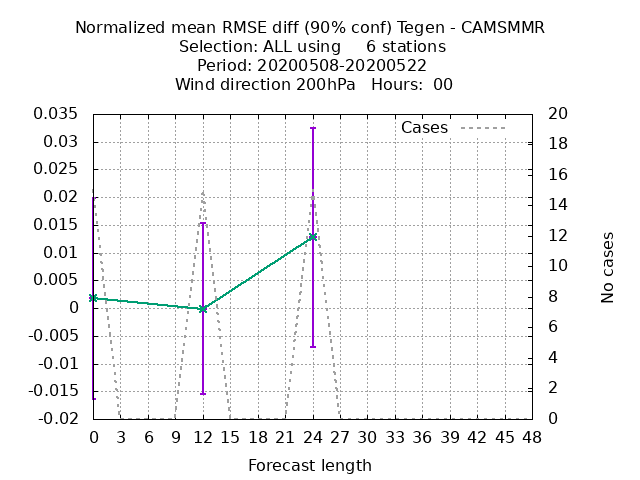 Normalized mean RMSE diff (90% conf) Tegen - CAMSMMR
Selection: ALL using     6 stations
Period: 20200508-20200522
Wind direction 200hPa   Hours:  00
Cases
0.035
0.03
0.025
0.02
0.015
0.01
0.005
0
-0.005
-0.01
-0.015
-0.02
20
18
16
14
12
10
8
6
4
2
0
No cases
0 3 6 9 12 15 18 21 24 27 30 33 36 39 42 45 48
Forecast length